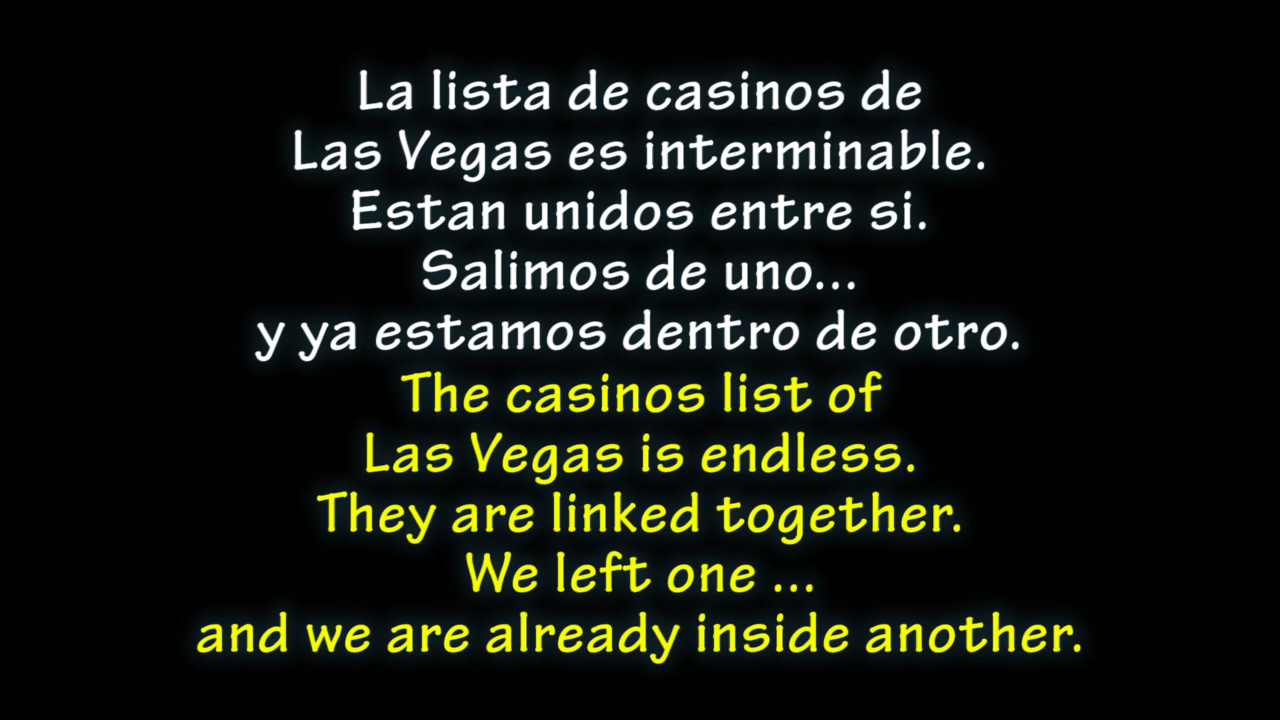 La lista de casinos de
Las Vegas es interminable.
Estan unidos entre si.
Salimos de uno...
y ya estamos dentro de otro.
The casinos list of
Las Vegas is endless.
They are linked together.
We left one ...
and we are already inside another.